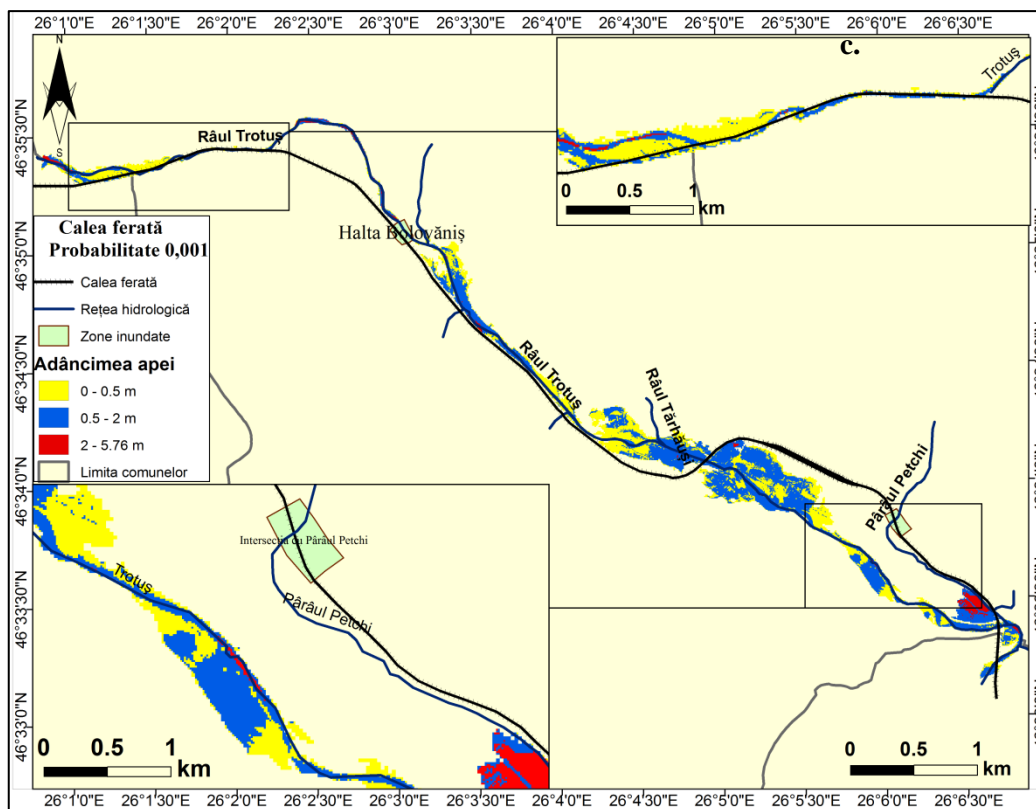 26°1'0"E 26°1'30"E 26°2'0"E 26°2'30"E 26°3'0"E 26°3'30"E 26°4'0"E 26°4'30"E 26°5'0"E 26°5'30"E 26°6'0"E 26°6'30"E
N
S
c.
Trotuş
0 0.5 1
km
46°35'30"N
46°35'0"N
46°34'30"N
46°34'0"N
46°33'30"N
46°33'0"N
Râul Trotuş
Halta Bolovăniș
Calea ferată
Probabilitate 0,001
Calea ferată
Rețea hidrologică
Zone inundate
Adâncimea apei
0 - 0.5 m
0.5 - 2 m
2 - 5.76 m
Limita comunelor
Râul Trotuş
Râul Tărhăuși
Pârâul Petchi
Intersecția cu Pârâul Petchi
Trotuş
Pârâul Petchi
0 0.5 1
km
0 0.5 1
km
26°1'0"E 26°1'30"E 26°2'0"E 26°2'30"E 26°3'0"E 26°3'30"E 26°4'0"E 26°4'30"E 26°5'0"E 26°5'30"E 26°6'0"E 26°6'30"E